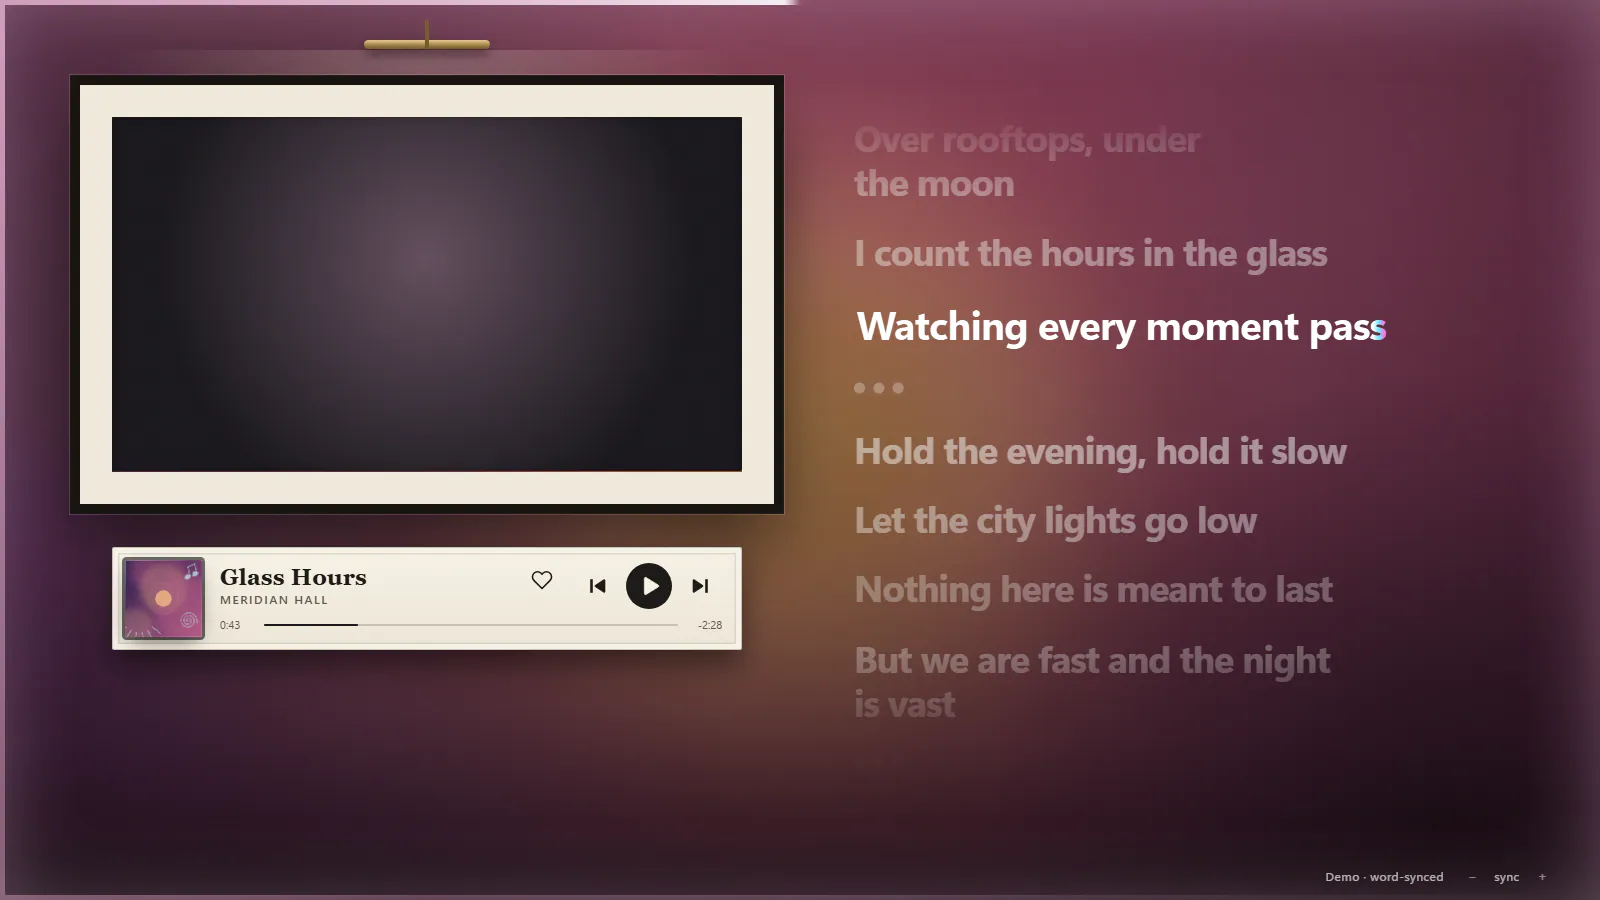 Over rooftops, under
the moon
I count the hours in the glass
Watching every moment pass
•••
Hold the evening, hold it slow
Let the city lights go low
Nothing here is meant to last
But we are fast and the night
is vast
Glass Hours
MERIDIAN HALL
0:43
-2:28
Demo · word-synced − sync +